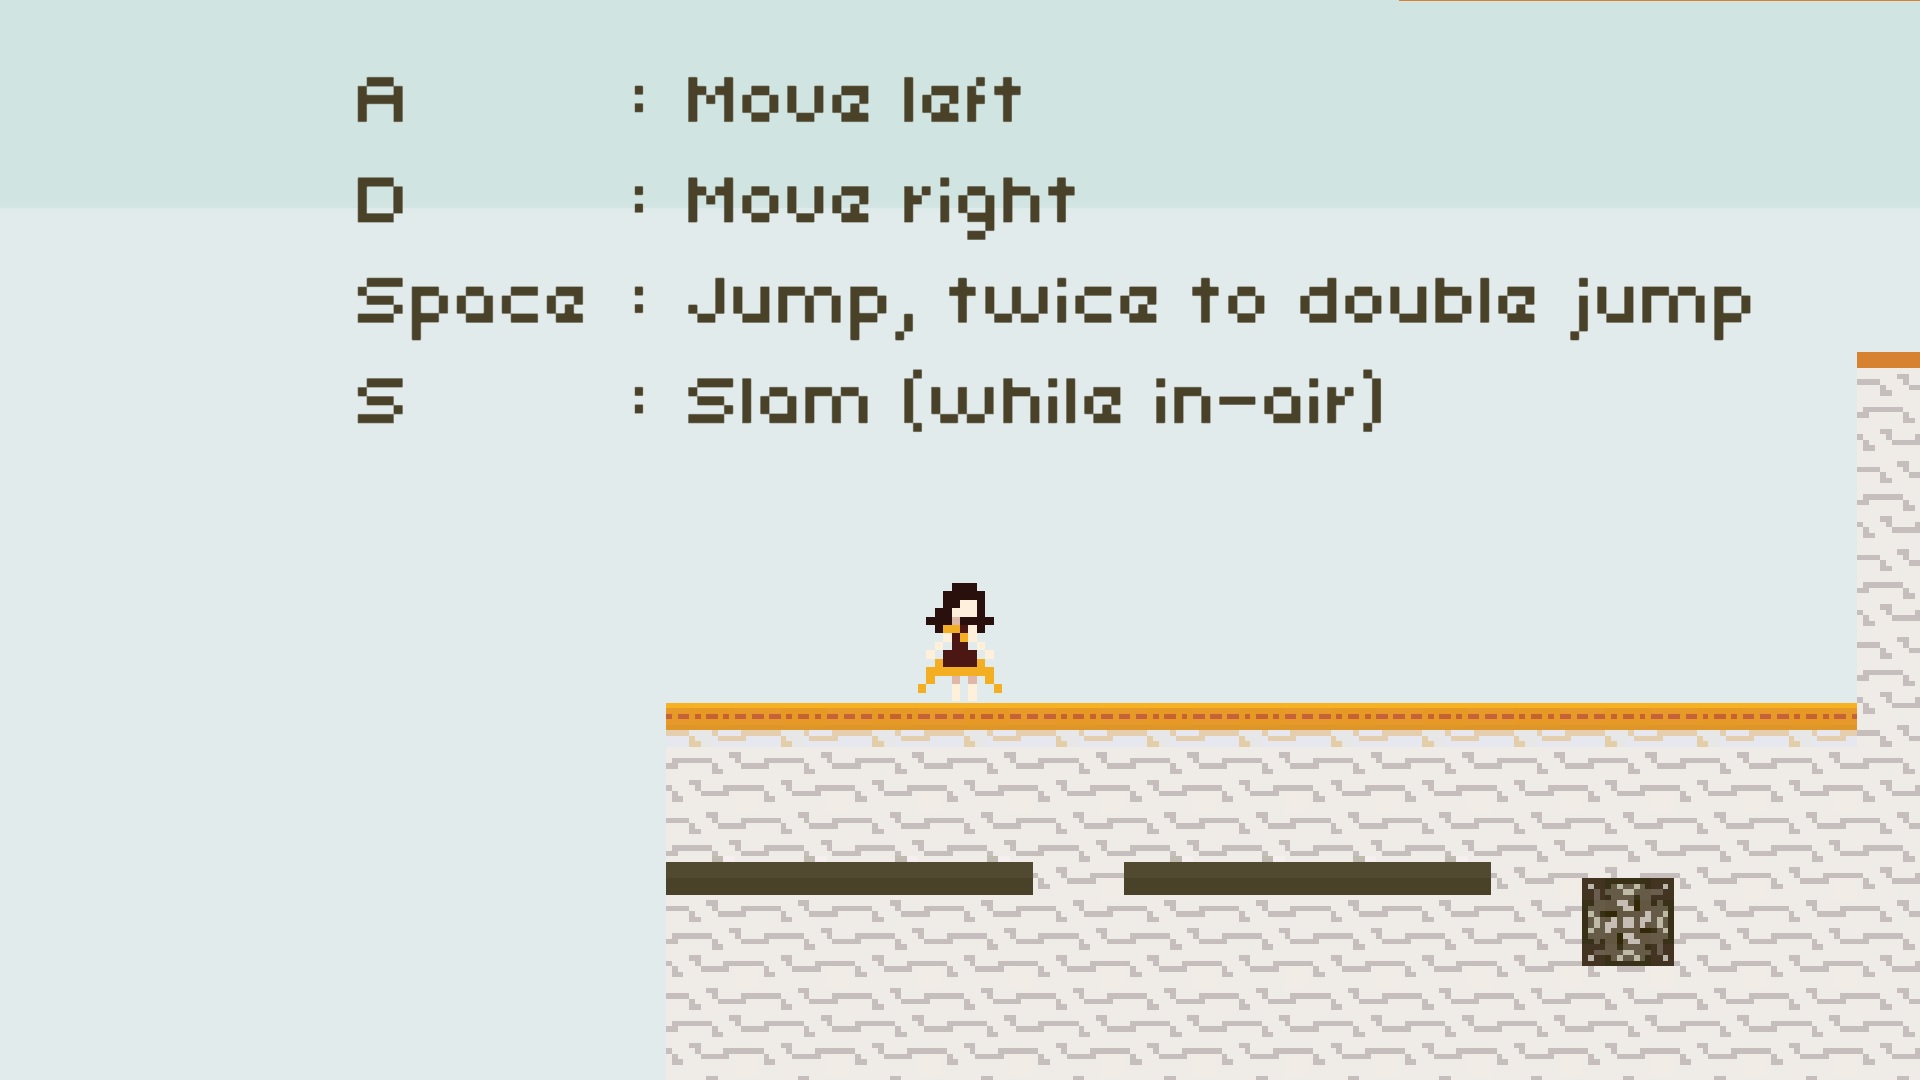 A : Move left
D : Move right
Space : Jump, twice to double jump
S : Slam (while in-air)